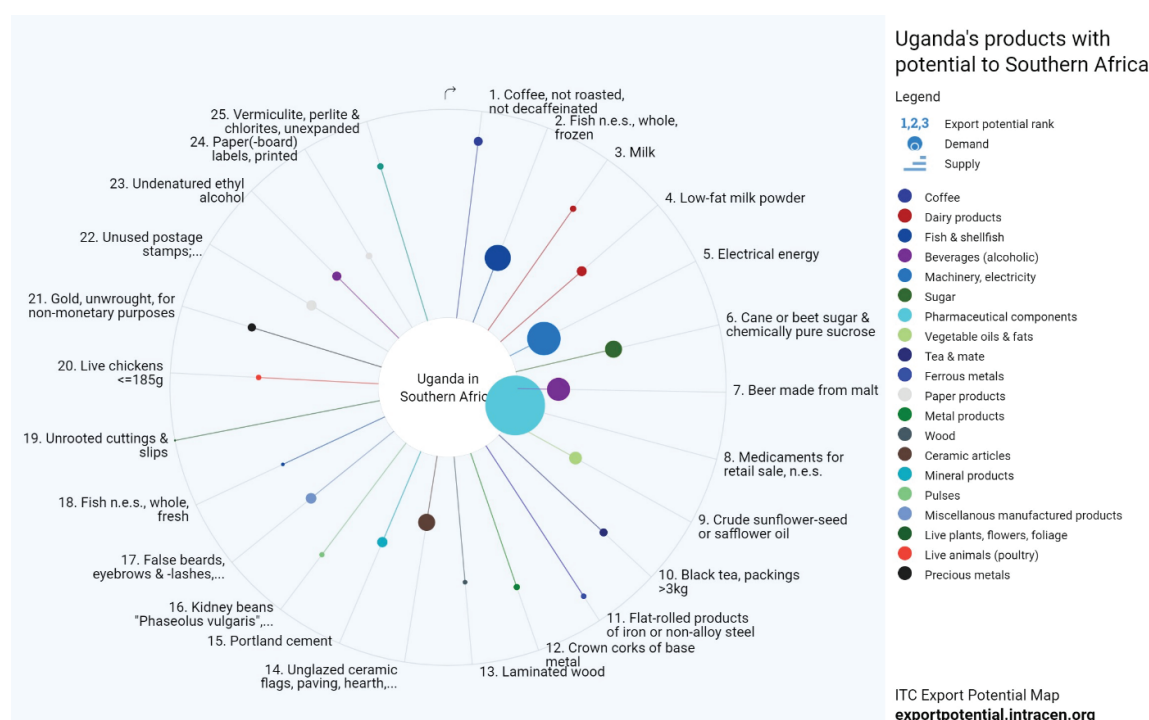 Uganda's products with
potential to Southern Africa
Legend
1,2,3 Export potential rank
Demand
Supply
Coffee
Dairy products
Fish & shellfish
Beverages (alcoholic)
Machinery, electricity
Sugar
Pharmaceutical components
Vegetable oils & fats
Tea & mate
Ferrous metals
Paper products
Metal products
Wood
Ceramic articles
Mineral products
Pulses
Miscellanous manufactured products
Live plants, flowers, foliage
Live animals (poultry)
Precious metals
ITC Export Potential Map
exportpotential.intracen.org
Uganda in
Southern Afric
1. Coffee, not roasted,
not decaffeinated
2. Fish n.e.s., whole,
frozen
3. Milk
4. Low-fat milk powder
5. Electrical energy
6. Cane or beet sugar &
chemically pure sucrose
7. Beer made from malt
8. Medicaments for
retail sale, n.e.s.
9. Crude sunflower-seed
or safflower oil
10. Black tea, packings
>3kg
11. Flat-rolled products
of iron or non-alloy steel
12. Crown corks of base
metal
13. Laminated wood
14. Unglazed ceramic
flags, paving, hearth,...
15. Portland cement
16. Kidney beans
"Phaseolus vulgaris",...
17. False beards,
eyebrows & -lashes,...
18. Fish n.e.s., whole,
fresh
19. Unrooted cuttings &
slips
20. Live chickens
<=185g
21. Gold, unwrought, for
non-monetary purposes
22. Unused postage
stamps;...
23. Undenatured ethyl
alcohol
24. Paper(-board)
labels, printed
25. Vermiculite, perlite &
chlorites, unexpanded